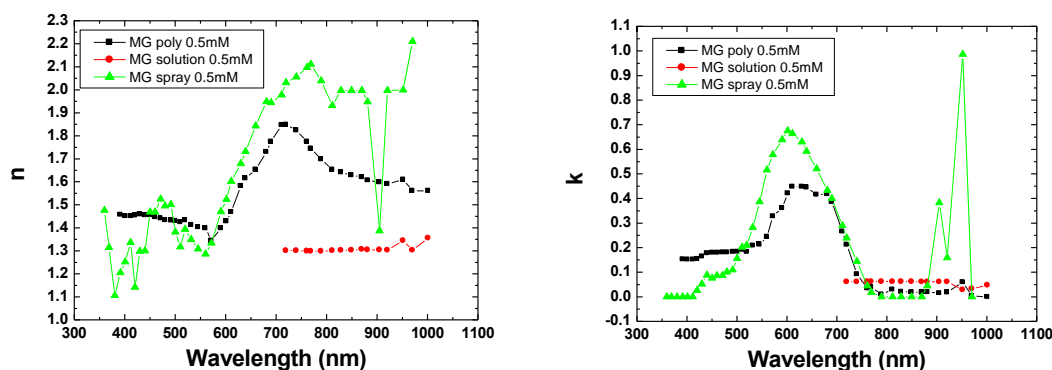 2.3
2.2
2.1
2.0
1.9
1.8
1.7
1.6
1.5
1.4
1.3
1.2
1.1
n
MG poly 0.5mM
MG solution 0.5mM
MG spray 0.5mM
300 400 500 600 700 800 900 1000 1100
Wavelength (nm)
1.1
1.0
0.9
0.8
0.7
0.6
0.5
0.4
0.3
0.2
0.1
0.0
-0.1
k
MG poly 0.5mM
MG solution 0.5mM
MG spray 0.5mM
300 400 500 600 700 800 900 1000 1100
Wavelength (nm)